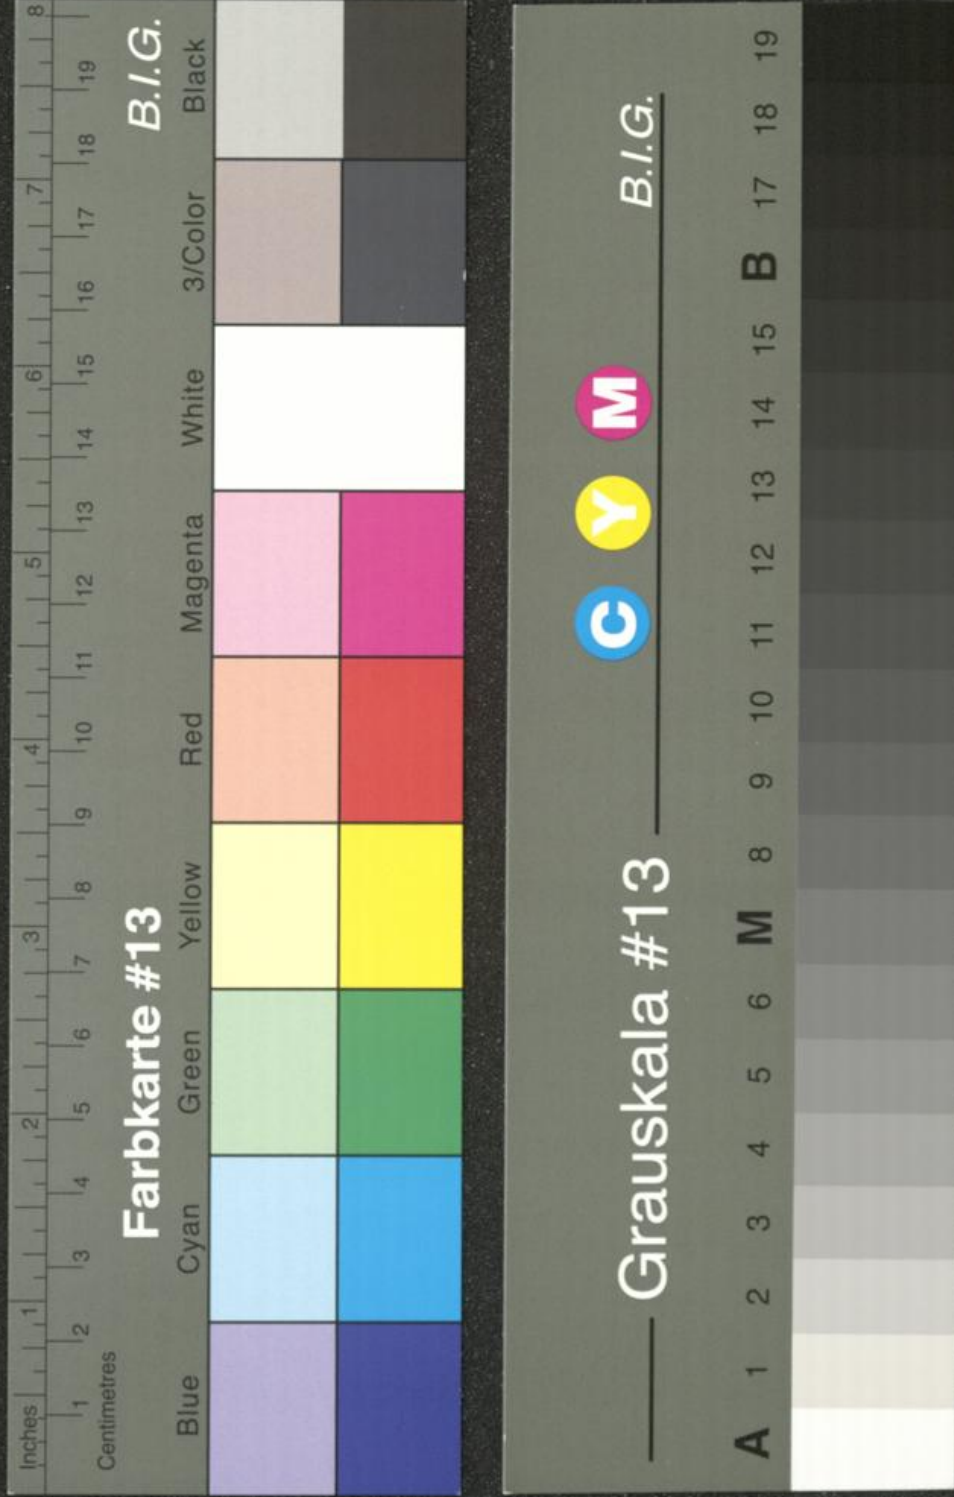 Inches 1 2 3 4 5 6 7 8
1 2 3 4 5 6 7 8 9 10 11 12 13 14 15 16 17 18 19
Centimetres
Farbkarte #13 B.I.G.
Blue Cyan Green Yellow Red Magenta White 3/Color Black
C Y M
Grauskala #13 B.I.G.
A 1 2 3 4 5 6 M 8 9 10 11 12 13 14 15 B 17 18 19